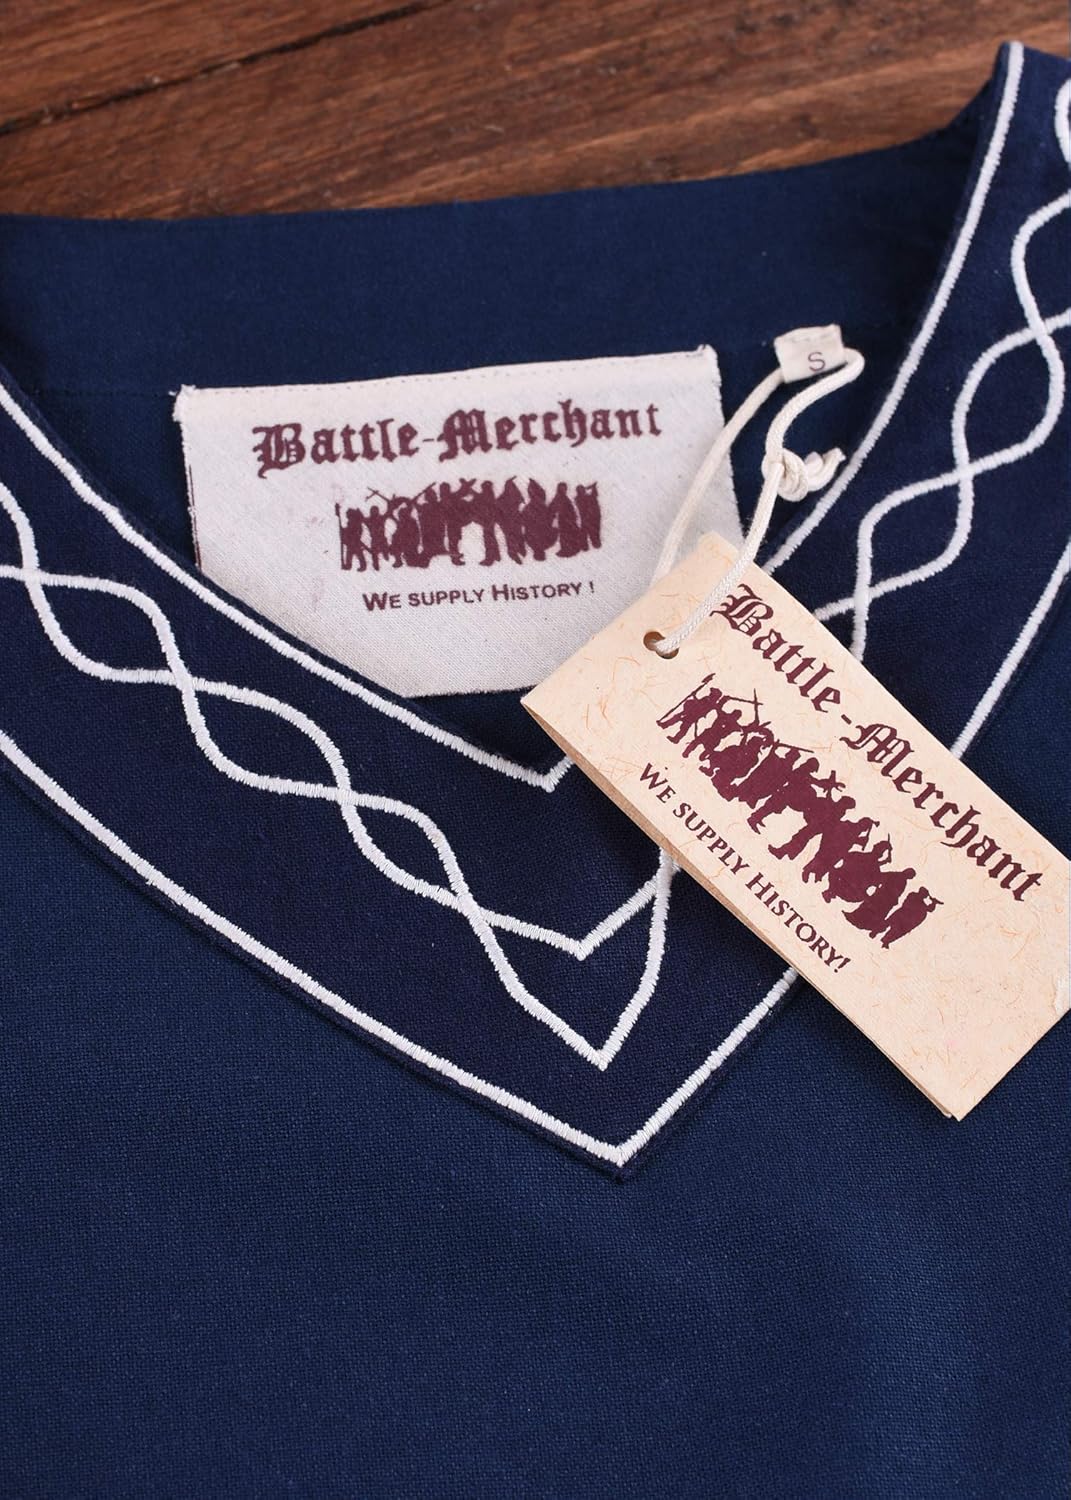 S
Battle-Merchant
WE SUPPLY HISTORY !
Battle-Merchant
WE SUPPLY HISTORY!